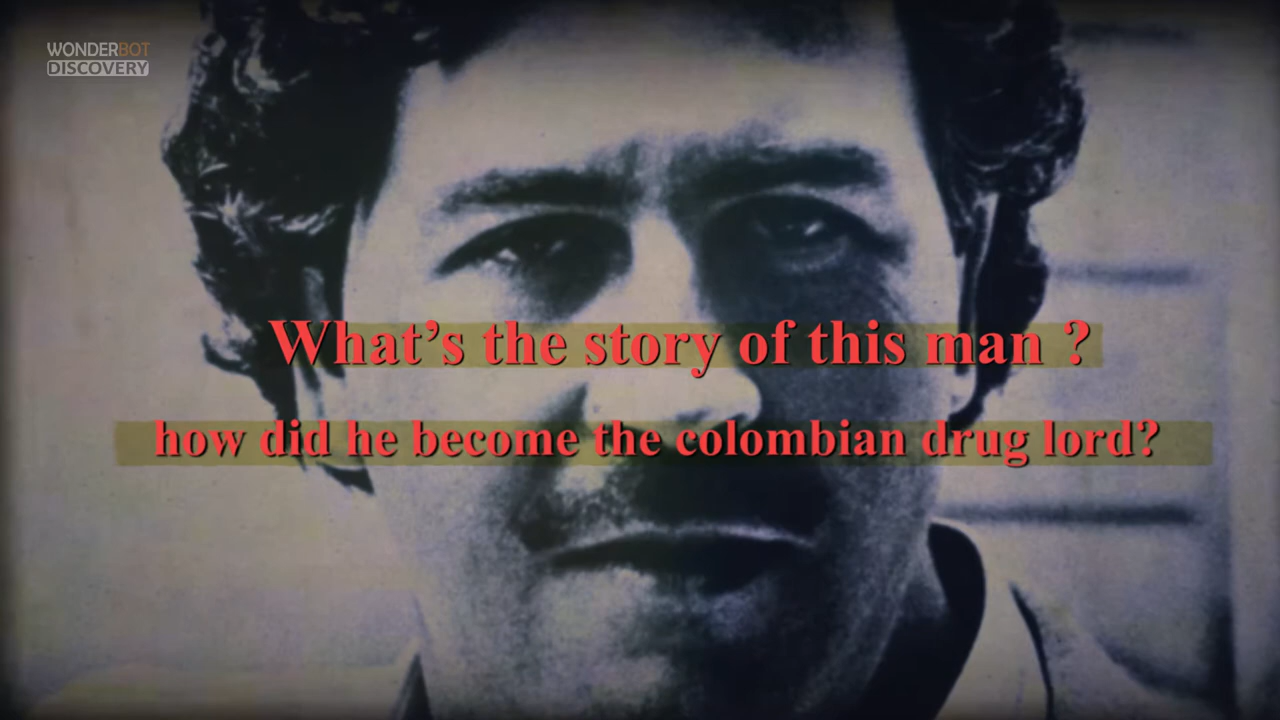 WONDERBOT
DISCOVERY
What's the story of this man ?
how did he become the colombian drug lord?